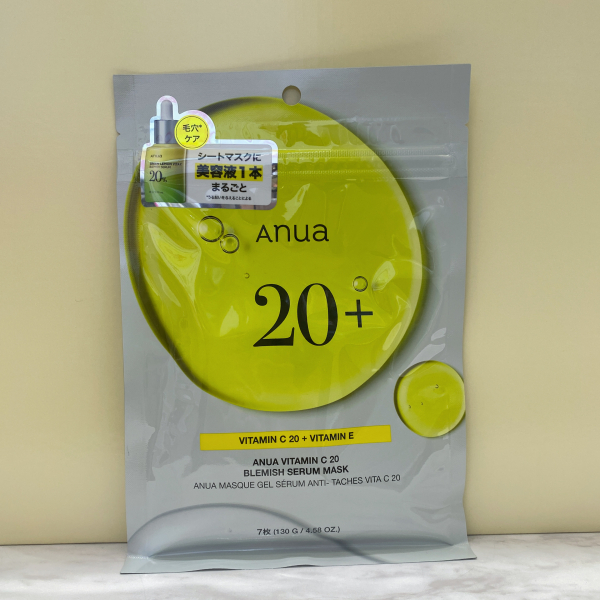 毛穴*
ケア
シートマスクに
美容液1本
まるごと
anua
20%
Anua
20+
VITAMIN C 20 + VITAMIN E
ANUA VITAMIN C 20
BLEMISH SERUM MASK
ANUA MASQUE GEL SÉRUM ANTI- TACHES VITA C 20
7枚 (130 G / 4.58 OZ.)